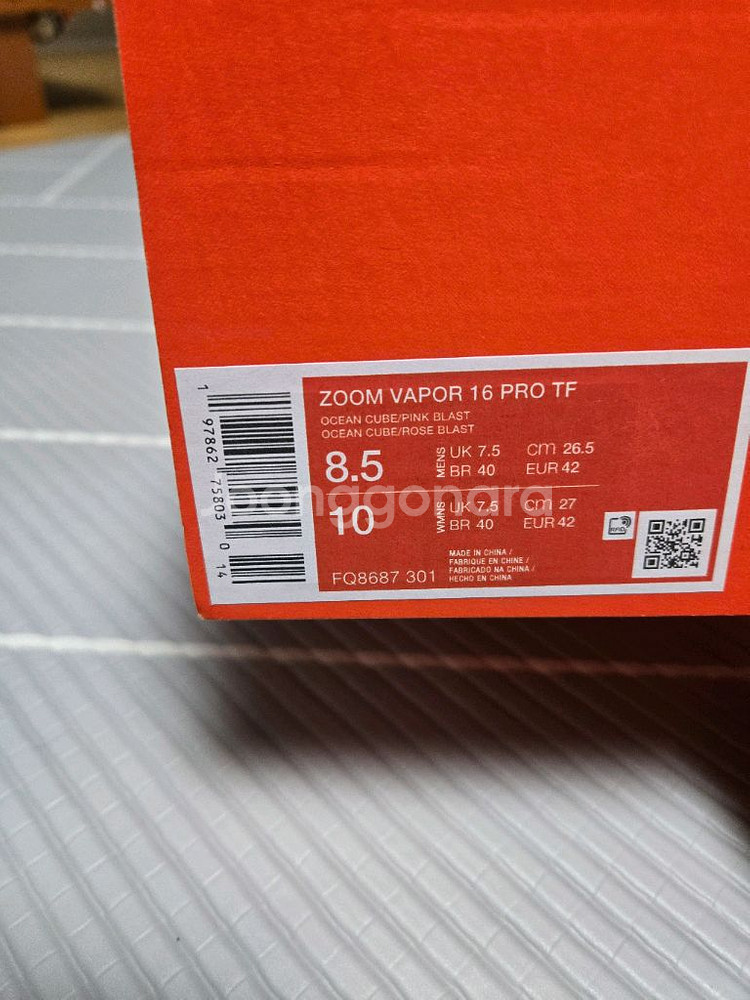 ZOOM VAPOR 16 PRO TF
OCEAN CUBE/PINK BLAST
OCEAN CUBE/ROSE BLAST
8.5
MENS
UK 7.5 cm 26.5
BR 40 EUR 42
10
WMNS
UK 7.5 cm 27
BR 40 EUR 42
FQ8687 301
MADE IN CHINA /
FABRIQUE EN CHINE /
FABRICADO NA CHINA /
HECHO EN CHINA
RFID
1 97862 75803 0 14
joonggonara